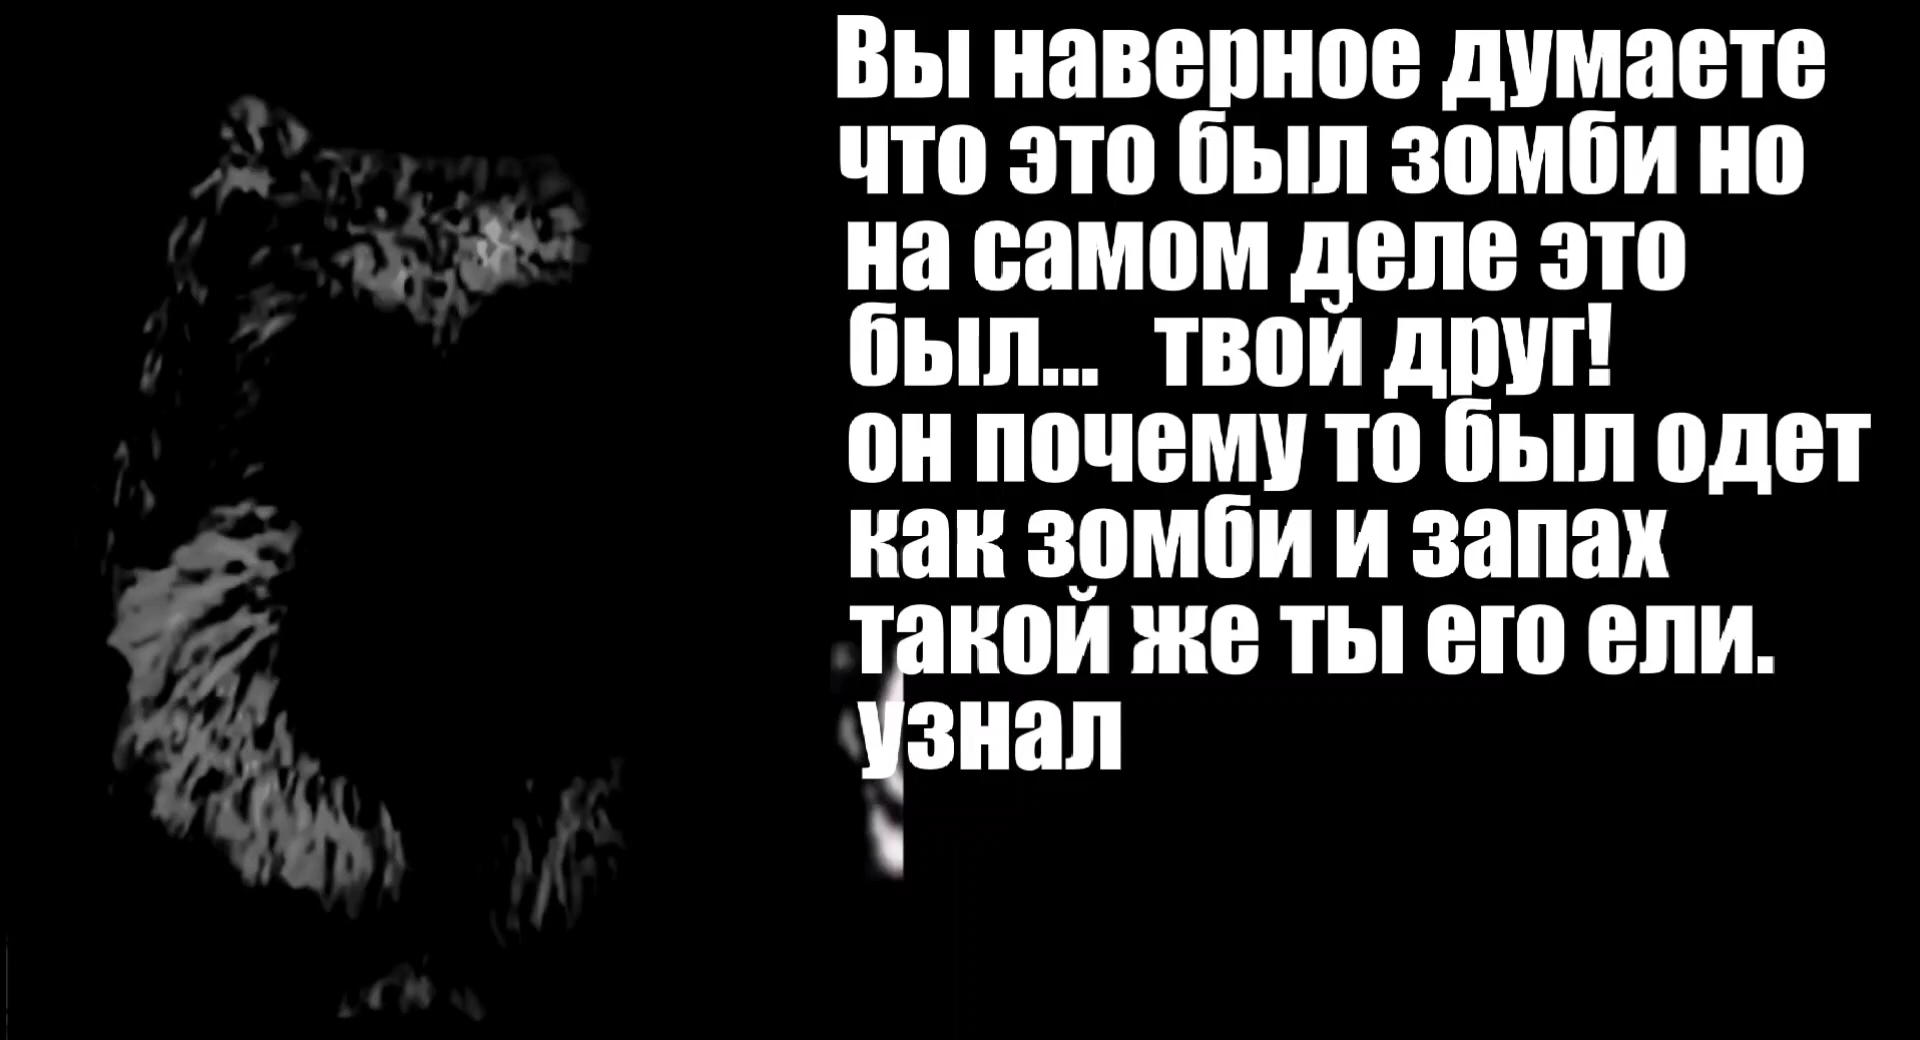 Вы наверное думаете
что это был зомби но
на самом деле это
был... твой друг!
он почему то был одет
как зомби и запах
такой же ты его ели.
узнал